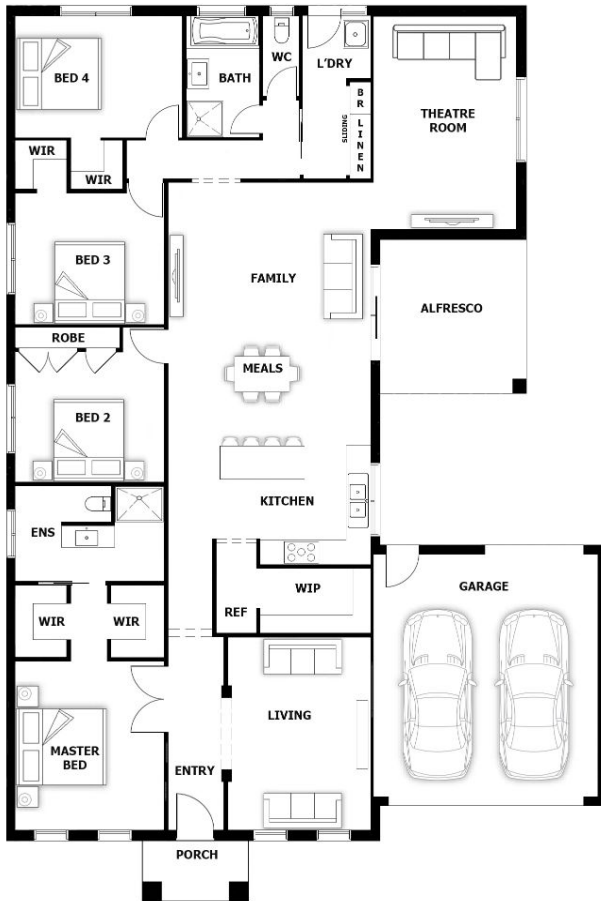 WC
BED 4
BATH
L'DRY
BR
LINEN
SLIDING
THEATRE
ROOM
WIR
WIR
BED 3
FAMILY
ALFRESCO
ROBE
MEALS
BED 2
KITCHEN
ENS
WIP
GARAGE
REF
WIR
WIR
LIVING
MASTER
BED
ENTRY
PORCH